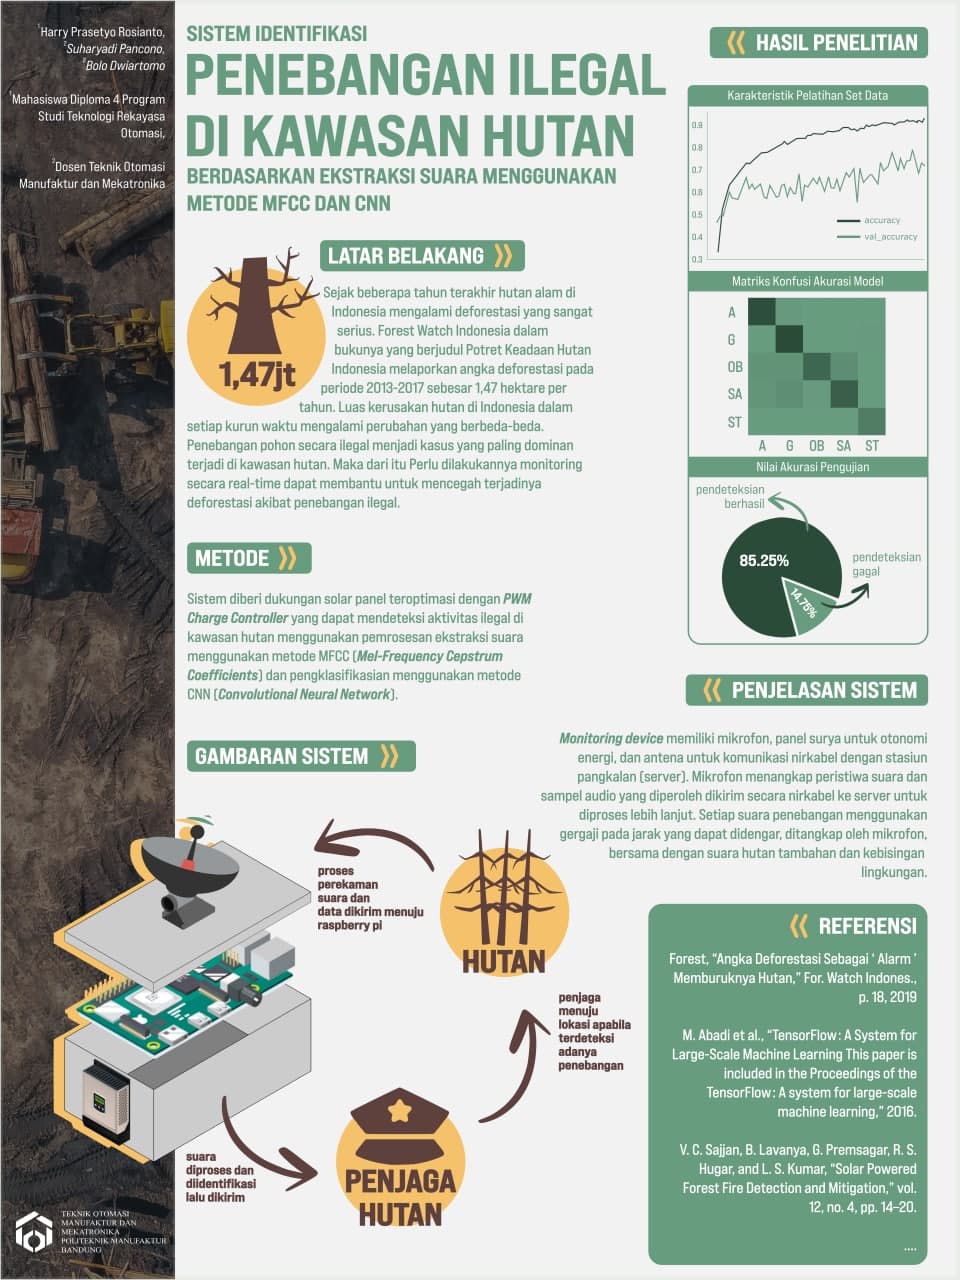 ¹Harry Prasetyo Rosianto,
²Suharyadi Pancono,
²Bolo Dwiartomo
¹Mahasiswa Diploma 4 Program
Studi Teknologi Rekayasa
Otomasi,
²Dosen Teknik Otomasi
Manufaktur dan Mekatronika
SISTEM IDENTIFIKASI
PENEBANGAN ILEGAL
DI KAWASAN HUTAN
BERDASARKAN EKSTRAKSI SUARA MENGGUNAKAN
METODE MFCC DAN CNN
LATAR BELAKANG
1,47jt
Sejak beberapa tahun terakhir hutan alam di
Indonesia mengalami deforestasi yang sangat
serius. Forest Watch Indonesia dalam
bukunya yang berjudul Potret Keadaan Hutan
Indonesia melaporkan angka deforestasi pada
periode 2013-2017 sebesar 1,47 hektare per
tahun. Luas kerusakan hutan di Indonesia dalam
setiap kurun waktu mengalami perubahan yang berbeda-beda.
Penebangan pohon secara ilegal menjadi kasus yang paling dominan
terjadi di kawasan hutan. Maka dari itu Perlu dilakukannya monitoring
secara real-time dapat membantu untuk mencegah terjadinya
deforestasi akibat penebangan ilegal.
METODE
Sistem diberi dukungan solar panel teroptimasi dengan PWM
Charge Controller yang dapat mendeteksi aktivitas ilegal di
kawasan hutan menggunakan pemrosesan ekstraksi suara
menggunakan metode MFCC (Mel-Frequency Cepstrum
Coefficients) dan pengklasifikasian menggunakan metode
CNN (Convolutional Neural Network).
GAMBARAN SISTEM
proses
perekaman
suara dan
data dikirim menuju
raspberry pi
HUTAN
penjaga
menuju
lokasi apabila
terdeteksi
adanya
penebangan
suara
diproses dan
diidentifikasi
lalu dikirim
PENJAGA
HUTAN
HASIL PENELITIAN
Karakteristik Pelatihan Set Data
0.9
0.8
0.7
0.6
0.5
0.4
0.3
accuracy
val_accuracy
Matriks Konfusi Akurasi Model
A
G
OB
SA
ST
A G OB SA ST
Nilai Akurasi Pengujian
pendeteksian
berhasil
85.25%
pendeteksian
gagal
14.75%
PENJELASAN SISTEM
Monitoring device memiliki mikrofon, panel surya untuk otonomi
energi, dan antena untuk komunikasi nirkabel dengan stasiun
pangkalan (server). Mikrofon menangkap peristiwa suara dan
sampel audio yang diperoleh dikirim secara nirkabel ke server untuk
diproses lebih lanjut. Setiap suara penebangan menggunakan
gergaji pada jarak yang dapat didengar, ditangkap oleh mikrofon,
bersama dengan suara hutan tambahan dan kebisingan
lingkungan.
REFERENSI
Forest, “Angka Deforestasi Sebagai ‘ Alarm ’
Memburuknya Hutan,” For. Watch Indones.,
p. 18, 2019
M. Abadi et al., “TensorFlow : A System for
Large-Scale Machine Learning This paper is
included in the Proceedings of the
TensorFlow : A system for large-scale
machine learning,” 2016.
V. C. Sajjan, B. Lavanya, G. Premsagar, R. S.
Hugar, and L. S. Kumar, “Solar Powered
Forest Fire Detection and Mitigation,” vol.
12, no. 4, pp. 14–20.
....
TEKNIK OTOMASI
MANUFAKTUR DAN
MEKATRONIKA
POLITEKNIK MANUFAKTUR
BANDUNG